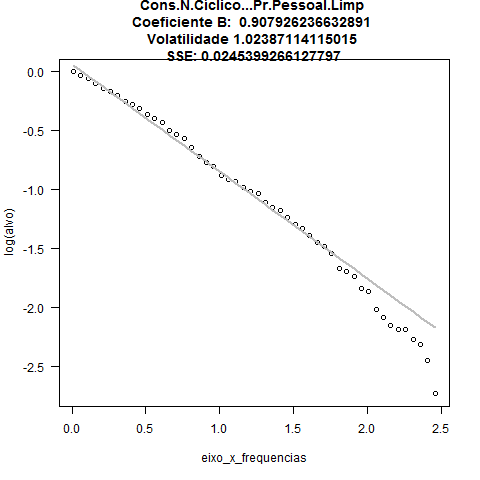 Cons.N.Ciclico...Pr.Pessoal.Limp
Coeficiente B:  0.907926236632891
Volatilidade 1.02387114115015
SSE: 0.0245399266127797
0.0
-0.5
-1.0
-1.5
-2.0
-2.5
log(alvo)
0.0 0.5 1.0 1.5 2.0 2.5
eixo_x_frequencias